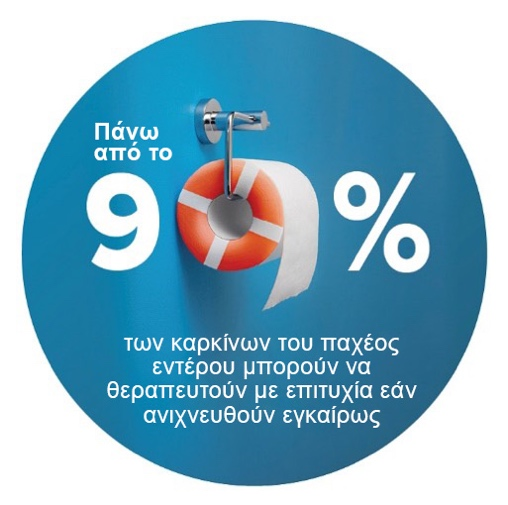 Πάνω
από το
90%
των καρκίνων του παχέος
εντέρου μπορούν να
θεραπευτούν με επιτυχία εάν
ανιχνευθούν εγκαίρως